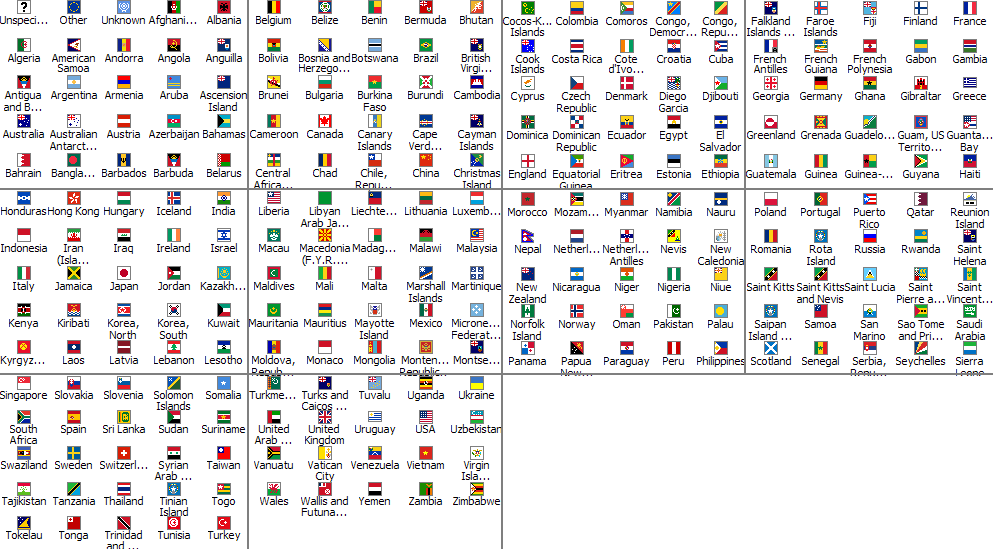 Unspeci...
Other
Unknown
Afghani...
Albania
Algeria
American
Samoa
Andorra
Angola
Anguilla
Antigua
and B...
Argentina
Armenia
Aruba
Ascension
Island
Australia
Australian
Antarct...
Austria
Azerbaijan
Bahamas
Bahrain
Bangla...
Barbados
Barbuda
Belarus
Belgium
Belize
Benin
Bermuda
Bhutan
Bolivia
Bosnia and
Herzego...
Botswana
Brazil
British
Virgi...
Brunei
Bulgaria
Burkina
Faso
Burundi
Cambodia
Cameroon
Canada
Canary
Islands
Cape
Verd...
Cayman
Islands
Central
Africa...
Chad
Chile,
Repu...
China
Christmas
Island
Cocos-K...
Islands
Colombia
Comoros
Congo,
Democr...
Congo,
Repu...
Cook
Islands
Costa Rica
Cote
d'Ivo...
Croatia
Cuba
Cyprus
Czech
Republic
Denmark
Diego
Garcia
Djibouti
Dominica
Dominican
Republic
Ecuador
Egypt
El
Salvador
England
Equatorial
Guinea
Eritrea
Estonia
Ethiopia
Falkland
Islands ...
Faroe
Islands
Fiji
Finland
France
French
Antilles
French
Guiana
French
Polynesia
Gabon
Gambia
Georgia
Germany
Ghana
Gibraltar
Greece
Greenland
Grenada
Guadelo...
Guam, US
Territo...
Guanta...
Bay
Guatemala
Guinea
Guinea-...
Guyana
Haiti
Honduras
Hong Kong
Hungary
Iceland
India
Indonesia
Iran
(Isla...
Iraq
Ireland
Israel
Italy
Jamaica
Japan
Jordan
Kazakh...
Kenya
Kiribati
Korea,
North
Korea,
South
Kuwait
Kyrgyz...
Laos
Latvia
Lebanon
Lesotho
Liberia
Libyan
Arab Ja...
Liechte...
Lithuania
Luxemb...
Macau
Macedonia
(F.Y.R....
Madag...
Malawi
Malaysia
Maldives
Mali
Malta
Marshall
Islands
Martinique
Mauritania
Mauritius
Mayotte
Island
Mexico
Microne...
Federat...
Moldova,
Repub...
Monaco
Mongolia
Monten...
Republic
Montse...
Morocco
Mozam...
Myanmar
Namibia
Nauru
Nepal
Netherl...
Netherl...
Antilles
Nevis
New
Caledonia
New
Zealand
Nicaragua
Niger
Nigeria
Niue
Norfolk
Island
Norway
Oman
Pakistan
Palau
Panama
Papua
New...
Paraguay
Peru
Philippines
Poland
Portugal
Puerto
Rico
Qatar
Reunion
Island
Romania
Rota
Island
Russia
Rwanda
Saint
Helena
Saint Kitts
Saint Kitts
and Nevis
Saint Lucia
Saint
Pierre a...
Saint
Vincent...
Saipan
Island ...
Samoa
San
Marino
Sao Tome
and Pri...
Saudi
Arabia
Scotland
Senegal
Serbia,
Repu...
Seychelles
Sierra
Leone
Singapore
Slovakia
Slovenia
Solomon
Islands
Somalia
South
Africa
Spain
Sri Lanka
Sudan
Suriname
Swaziland
Sweden
Switzerl...
Syrian
Arab ...
Taiwan
Tajikistan
Tanzania
Thailand
Tinian
Island
Togo
Tokelau
Tonga
Trinidad
and ...
Tunisia
Turkey
Turkme...
Turks and
Caicos ...
Tuvalu
Uganda
Ukraine
United
Arab ...
United
Kingdom
Uruguay
USA
Uzbekistan
Vanuatu
Vatican
City
Venezuela
Vietnam
Virgin
Isla...
Wales
Wallis and
Futuna...
Yemen
Zambia
Zimbabwe